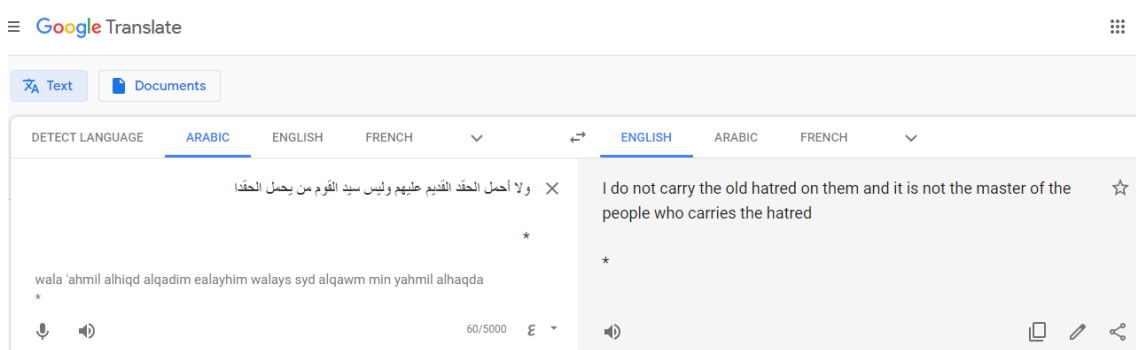 Google Translate
Text
Documents
DETECT LANGUAGE ARABIC ENGLISH FRENCH
ENGLISH ARABIC FRENCH
ولا أحمل الحقد القديم عليهم وليس سيد القوم من يحمل الحقدا
*
wala 'ahmil alhiqd alqadim ealayhim walays syd alqawm min yahmil alhaqda
*
60/5000
ع
I do not carry the old hatred on them and it is not the master of the
people who carries the hatred
*